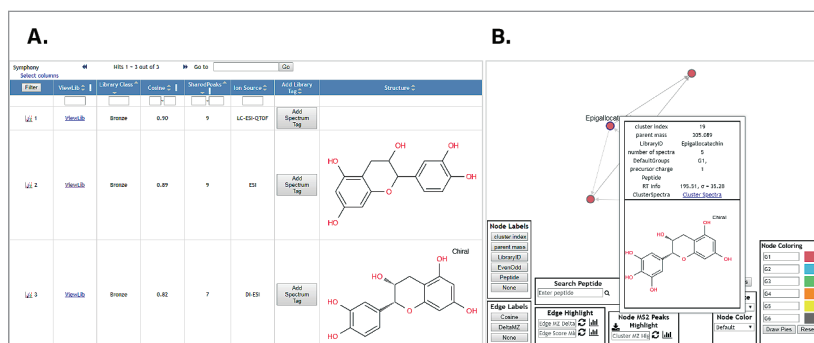 A.
B.
Symphony Hits 1 ~ 3 out of 3 Go to Go
Select columns
Filter ViewLib Library Class Cosine SharedPeaks Ion Source Add Library Tag Structure
1 ViewLib Bronze 0.90 9 LC-ESI-QTOF Add Spectrum Tag
2 ViewLib Bronze 0.89 9 ESI Add Spectrum Tag
HO
OH
OH
OH
OH
3 ViewLib Bronze 0.82 7 DI-ESI Add Spectrum Tag
Chiral
OH
HO
HO
OH
OH
Epigallocatechin
cluster index 19
parent mass 305.089
LibraryID Epigallocatechin
number of spectra 5
DefaultGroups G1,
precursor charge 1
Peptide
RT Info 195.51, σ = 35.28
ClusterSpectra Cluster Spectra
Chiral
OH
HO
HO
HO
OH
OH
Node Labels
cluster index
parent mass
LibraryID
EvenOdd
Peptide
None
Edge Labels
Cosine
DeltaMZ
None
Search Peptide
Enter peptide
Edge Highlight
Edge MZ Delta
Node MS2 Peaks
Highlight
Node Color
Default
Node Coloring
G1
G2
G3
G4
G5
G6
Draw Pies